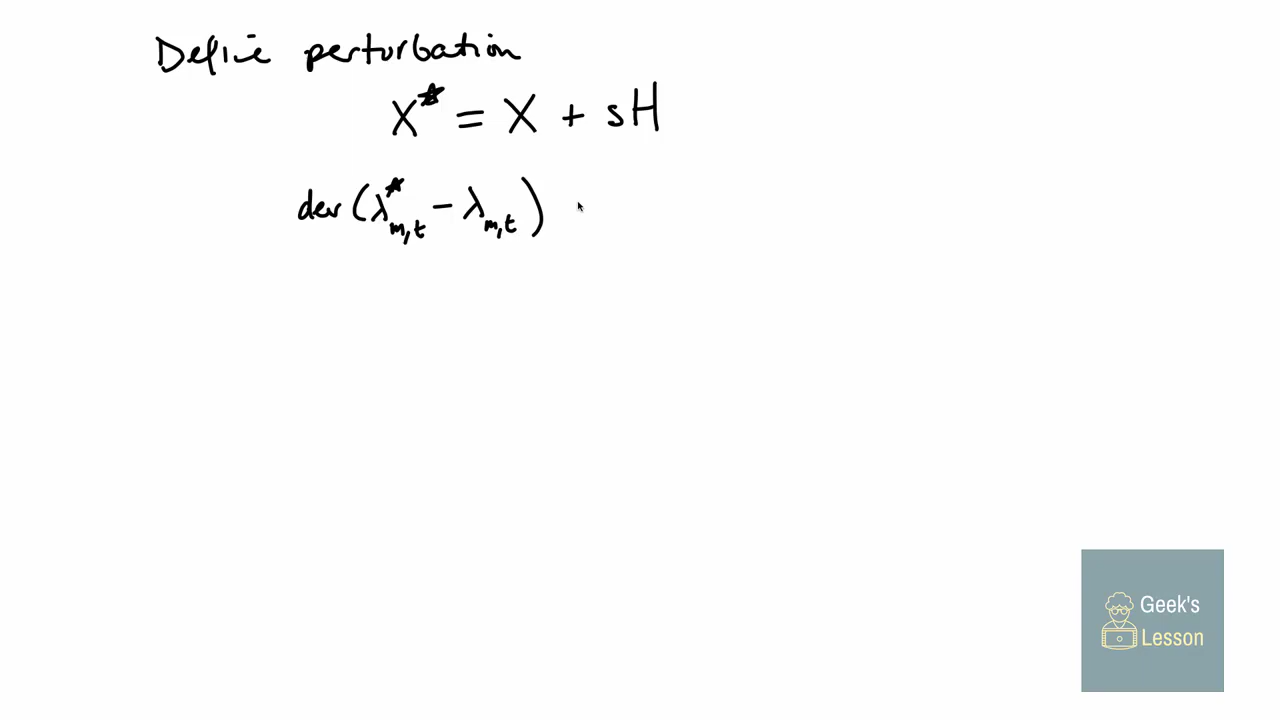 Define perturbation
X* = X + sH
der(λ*m,t − λm,t)
Geek's
Lesson